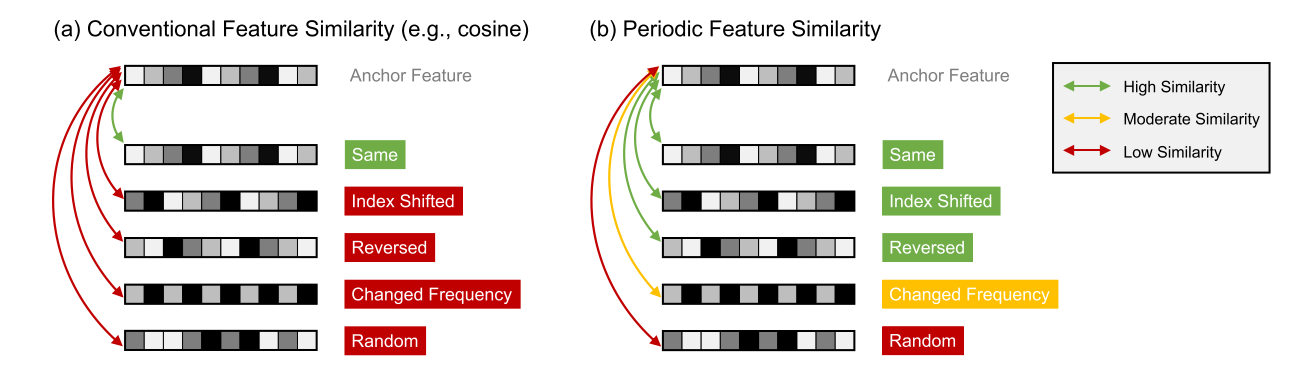 (a) Conventional Feature Similarity (e.g., cosine)
Anchor Feature
Same
Index Shifted
Reversed
Changed Frequency
Random
(b) Periodic Feature Similarity
Anchor Feature
Same
Index Shifted
Reversed
Changed Frequency
Random
High Similarity
Moderate Similarity
Low Similarity